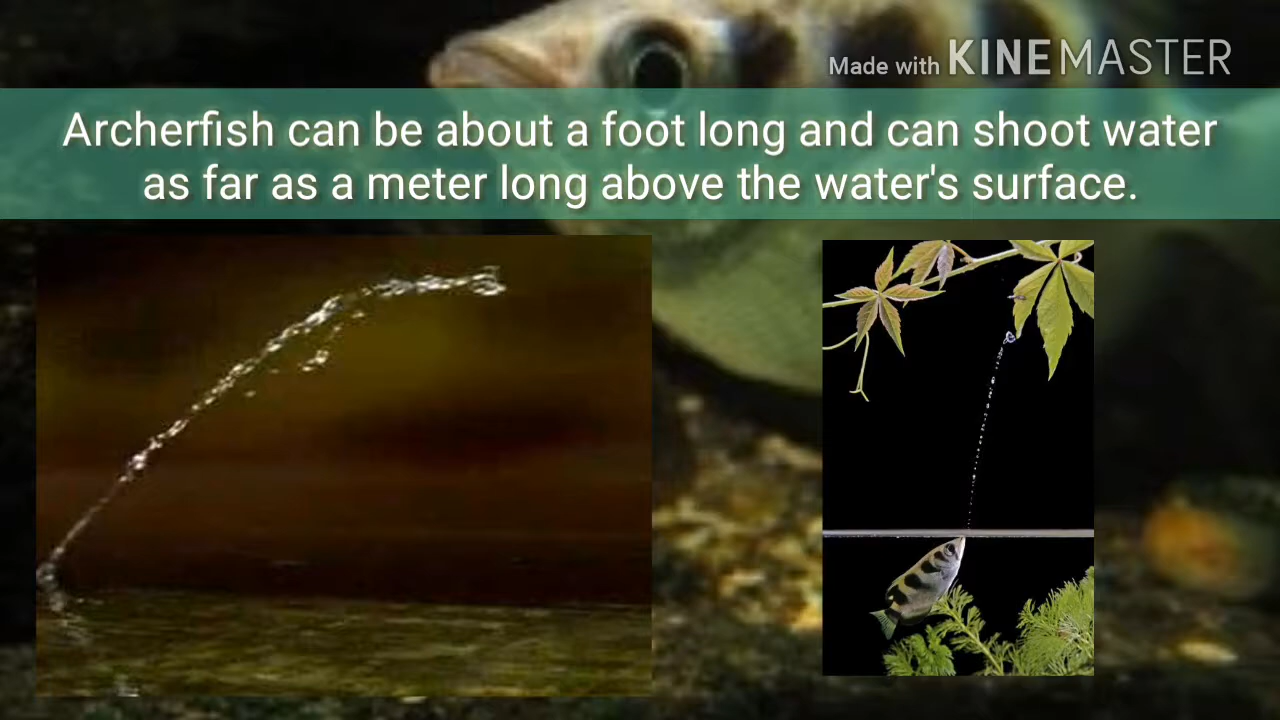 Made with KINEMASTER
Archerfish can be about a foot long and can shoot water
as far as a meter long above the water's surface.